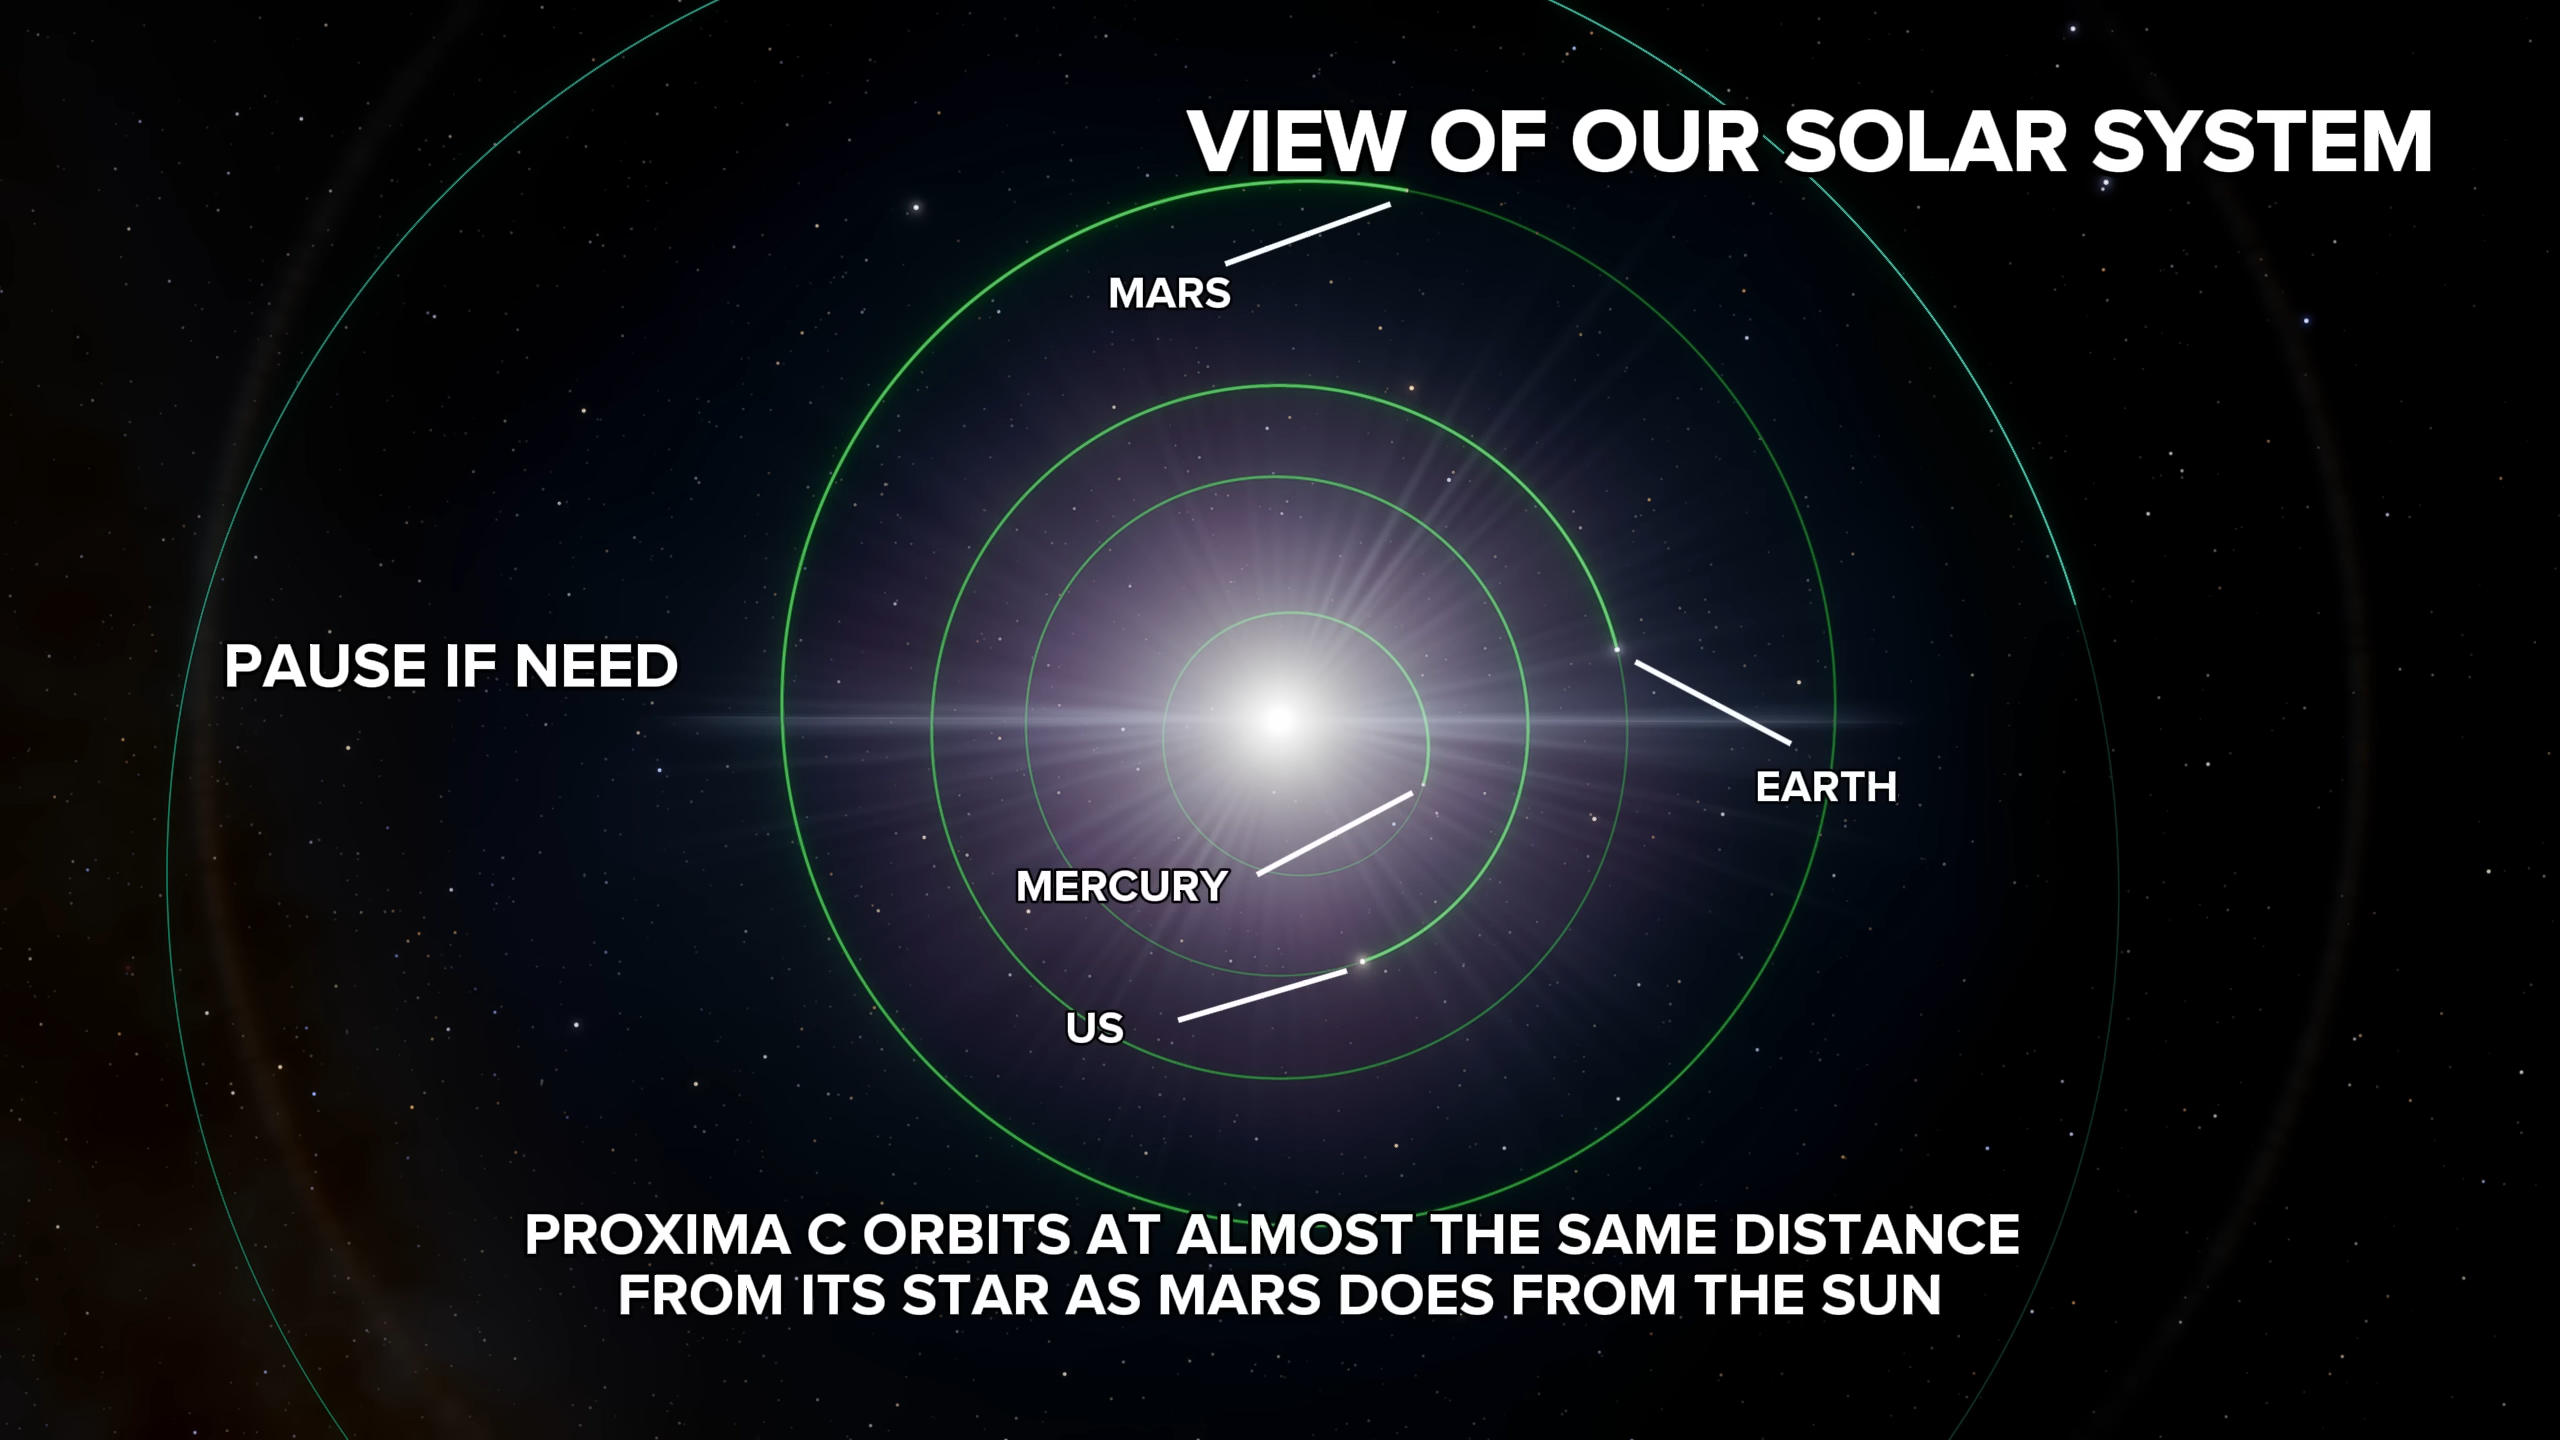 VIEW OF OUR SOLAR SYSTEM
MARS
PAUSE IF NEED
EARTH
MERCURY
US
PROXIMA C ORBITS AT ALMOST THE SAME DISTANCE
FROM ITS STAR AS MARS DOES FROM THE SUN